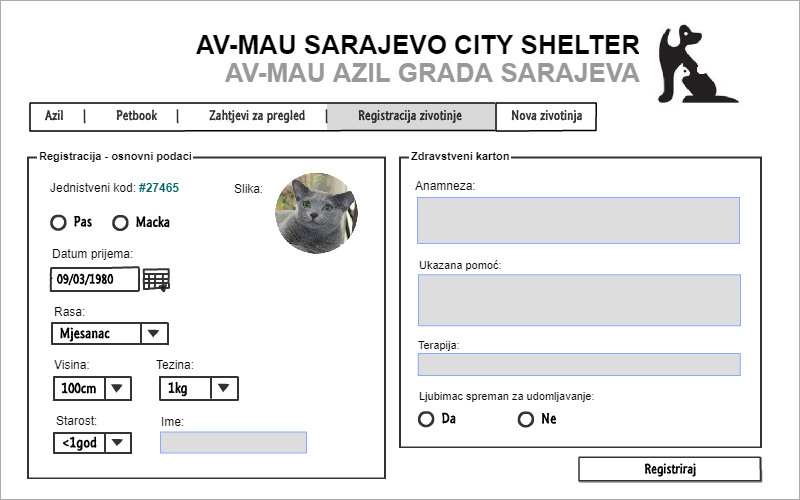 AV-MAU SARAJEVO CITY SHELTER
AV-MAU AZIL GRADA SARAJEVA
Azil | Petbook | Zahtjevi za pregled | Registracija zivotinje Nova zivotinja
Registracija - osnovni podaci
Jednistveni kod: #27465
Slika:
Pas Macka
Datum prijema:
09/03/1980
Rasa:
Mjesanac
Visina: Tezina:
100cm 1kg
Starost: Ime:
<1god
Zdravstveni karton
Anamneza:
Ukazana pomoć:
Terapija:
Ljubimac spreman za udomljavanje:
Da Ne
Registriraj